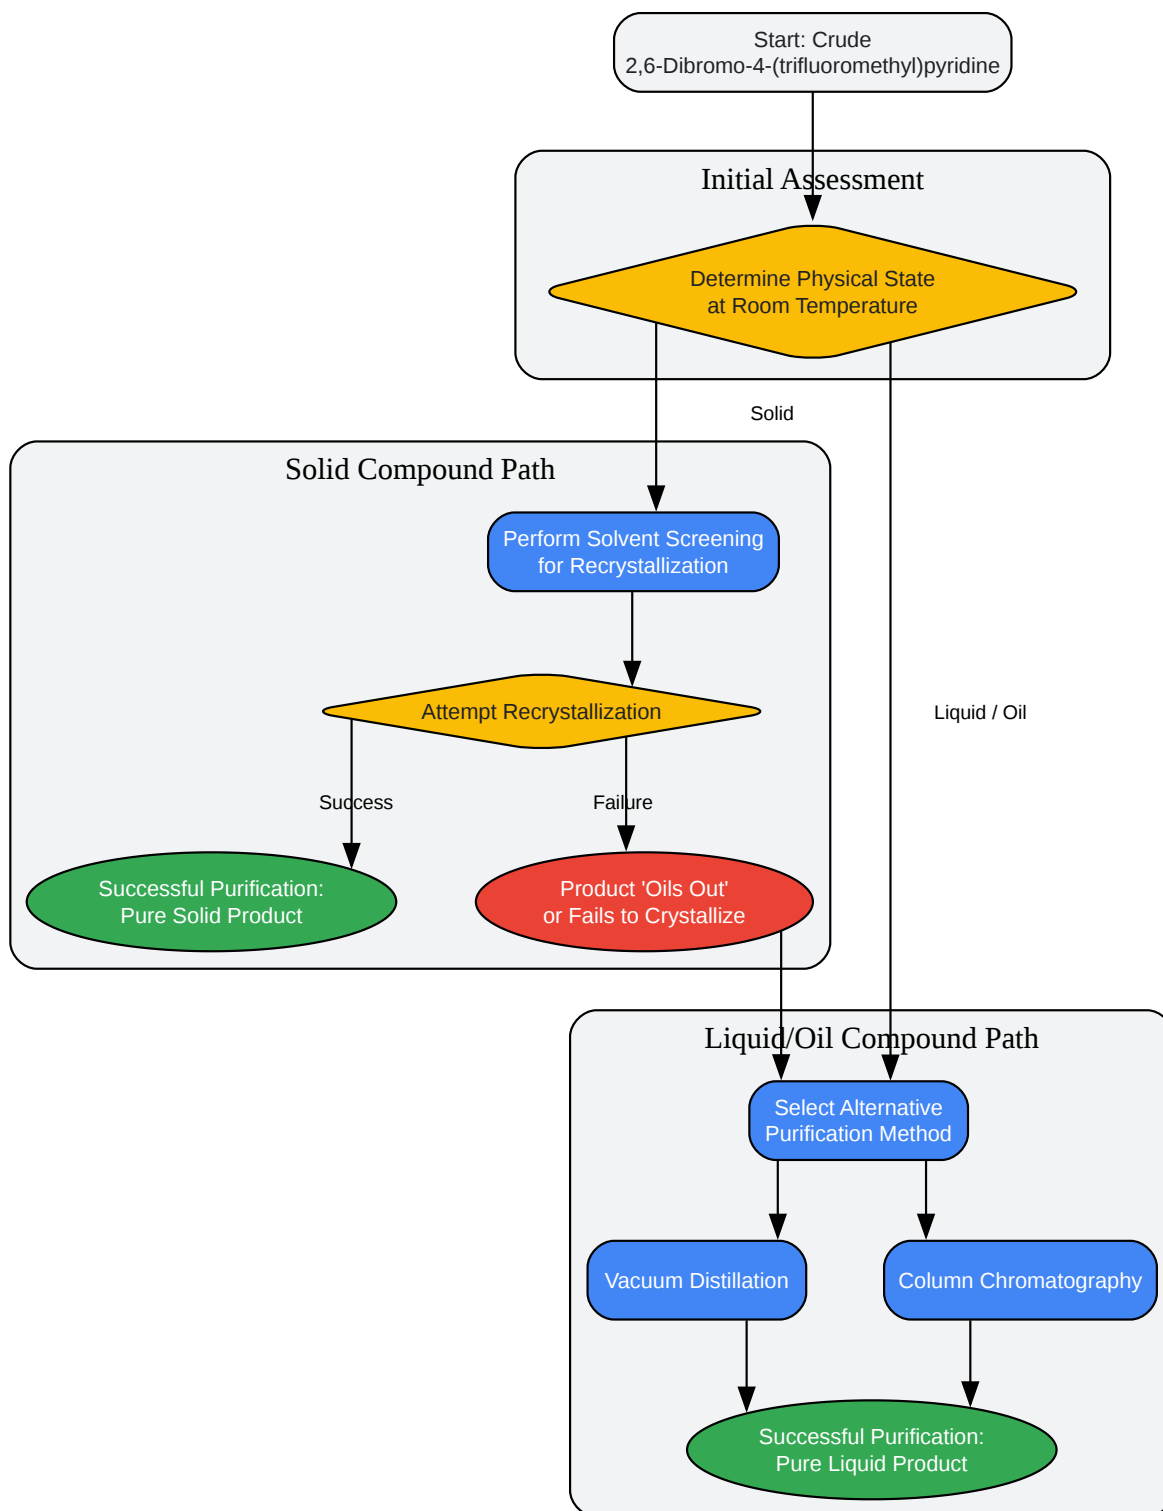 Start: Crude
2,6-Dibromo-4-(trifluoromethyl)pyridine
Initial Assessment
Determine Physical State
at Room Temperature
Solid
Solid Compound Path
Perform Solvent Screening
for Recrystallization
Attempt Recrystallization
Liquid / Oil
Success
Failure
Successful Purification:
Pure Solid Product
Product 'Oils Out'
or Fails to Crystallize
Liquid/Oil Compound Path
Select Alternative
Purification Method
Vacuum Distillation
Column Chromatography
Successful Purification:
Pure Liquid Product